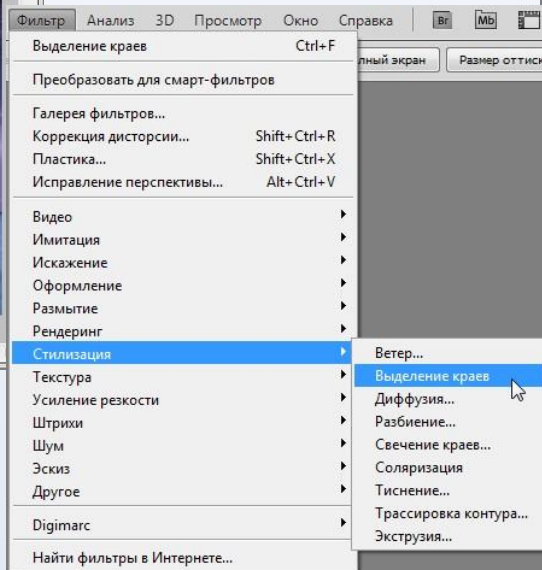 Фильтр Анализ 3D Просмотр Окно Справка Br Mb
Выделение краев Ctrl+F
лный экран Размер оттиск
Преобразовать для смарт-фильтров
Галерея фильтров...
Коррекция дисторсии... Shift+Ctrl+R
Пластика... Shift+Ctrl+X
Исправление перспективы... Alt+Ctrl+V
Видео
Имитация
Искажение
Оформление
Размытие
Рендеринг
Стилизация
Текстура
Усиление резкости
Штрихи
Шум
Эскиз
Другое
Digimarc
Найти фильтры в Интернете...
Ветер...
Выделение краев
Диффузия...
Разбиение...
Свечение краев...
Соляризация
Тиснение...
Трассировка контура...
Экструзия...